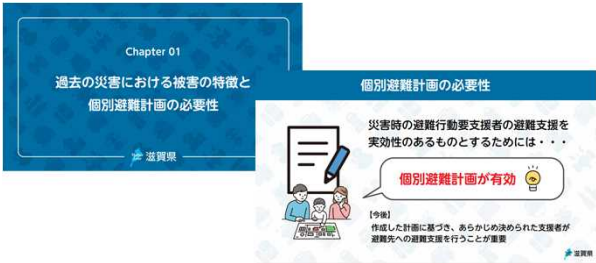 Chapter 01
過去の災害における被害の特徴と
個別避難計画の必要性
滋賀県
個別避難計画の必要性
災害時の避難行動要支援者の避難支援を
実効性のあるものとするためには・・・
個別避難計画が有効
【今後】
作成した計画に基づき、あらかじめ決められた支援者が
避難先への避難支援を行うことが重要
滋賀県